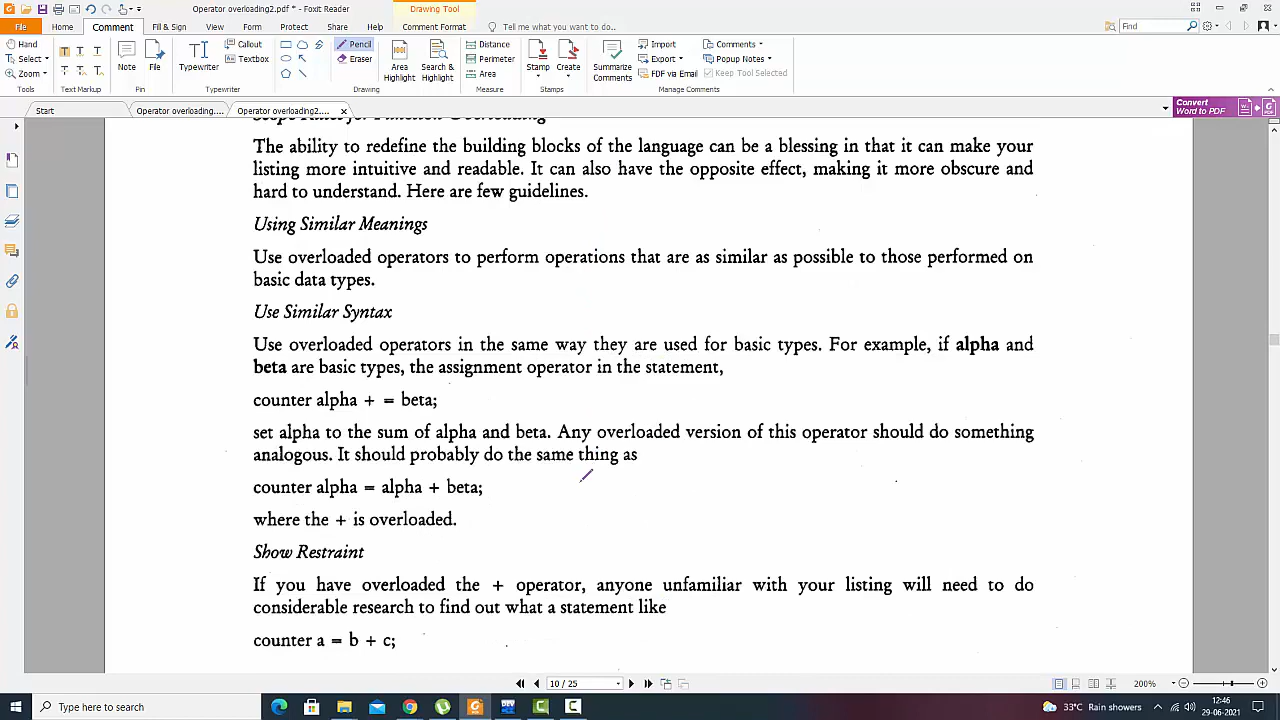 Operator overloading2.pdf * - Foxit Reader
Drawing Tool
File
Home
Comment
Fill & Sign
View
Form
Protect
Share
Help
Comment Format
Tell me what you want to do...
Find
Hand
Select
Zoom
Tools
Text Markup
Note
File
Pin
Typewriter
Callout
Textbox
Typewriter
Pencil
Eraser
Drawing
Area Highlight
Search & Highlight
Distance
Perimeter
Area
Measure
Stamp
Create
Stamps
Summarize Comments
Import
Export
FDF via Email
Comments
Popup Notes
Keep Tool Selected
Manage Comments
Start
Operator overloading....
Operator overloading2....
Convert
Word to PDF
Scope Rules for Function Overloading
The ability to redefine the building blocks of the language can be a blessing in that it can make your
listing more intuitive and readable. It can also have the opposite effect, making it more obscure and
hard to understand. Here are few guidelines.
Using Similar Meanings
Use overloaded operators to perform operations that are as similar as possible to those performed on
basic data types.
Use Similar Syntax
Use overloaded operators in the same way they are used for basic types. For example, if alpha and
beta are basic types, the assignment operator in the statement,
counter alpha + = beta;
set alpha to the sum of alpha and beta. Any overloaded version of this operator should do something
analogous. It should probably do the same thing as
counter alpha = alpha + beta;
where the + is overloaded.
Show Restraint
If you have overloaded the + operator, anyone unfamiliar with your listing will need to do
considerable research to find out what a statement like
counter a = b + c;
10 / 25
200%
Type here to search
DEV
33°C Rain showers
12:46
29-06-2021